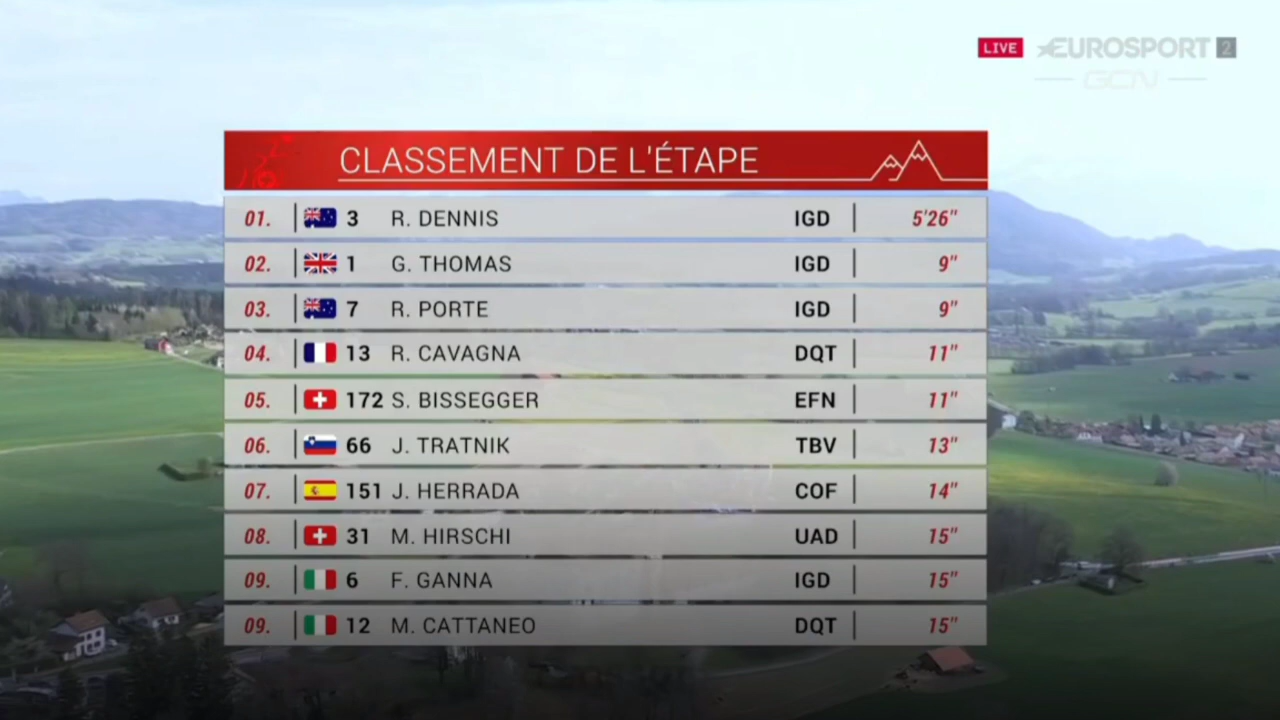 LIVE EUROSPORT 2
GCN
CLASSEMENT DE L'ÉTAPE
01. 3 R. DENNIS IGD 5'26"
02. 1 G. THOMAS IGD 9"
03. 7 R. PORTE IGD 9"
04. 13 R. CAVAGNA DQT 11"
05. 172 S. BISSEGGER EFN 11"
06. 66 J. TRATNIK TBV 13"
07. 151 J. HERRADA COF 14"
08. 31 M. HIRSCHI UAD 15"
09. 6 F. GANNA IGD 15"
09. 12 M. CATTANEO DQT 15"